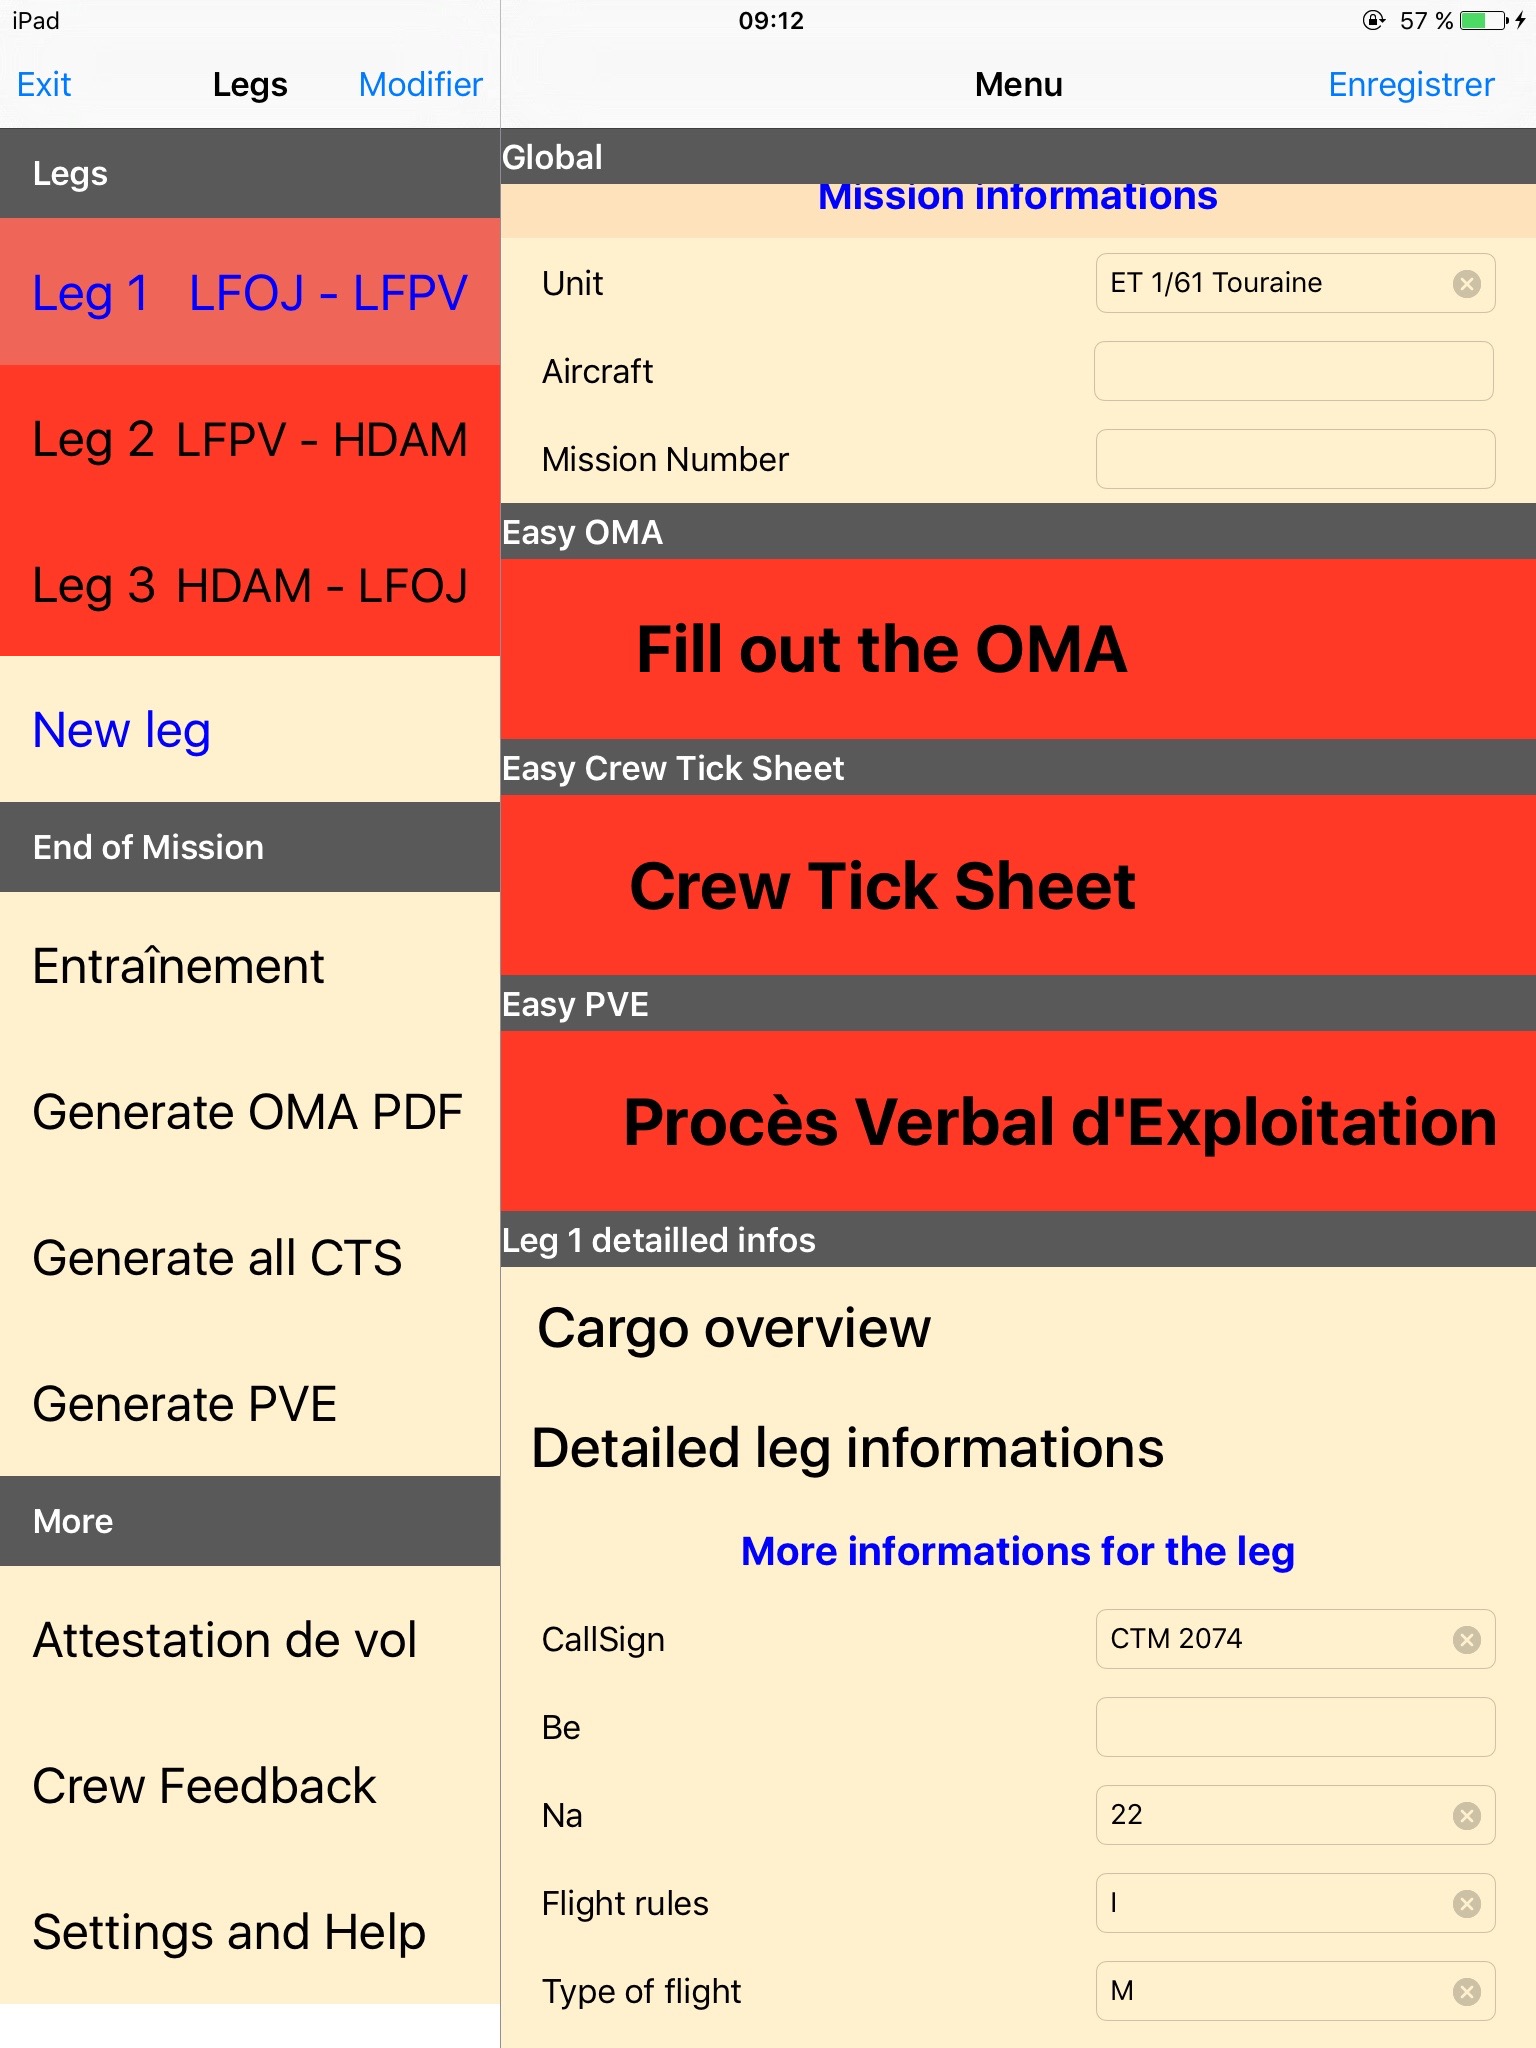 iPad
09:12
57 %
Exit
Legs
Modifier
Legs
Leg 1 LFOJ - LFPV
Leg 2 LFPV - HDAM
Leg 3 HDAM - LFOJ
New leg
End of Mission
Entraînement
Generate OMA PDF
Generate all CTS
Generate PVE
More
Attestation de vol
Crew Feedback
Settings and Help
Menu
Enregistrer
Global
Mission informations
Unit ET 1/61 Touraine
Aircraft
Mission Number
Easy OMA
Fill out the OMA
Easy Crew Tick Sheet
Crew Tick Sheet
Easy PVE
Procès Verbal d'Exploitation
Leg 1 detailled infos
Cargo overview
Detailed leg informations
More informations for the leg
CallSign CTM 2074
Be
Na 22
Flight rules I
Type of flight M